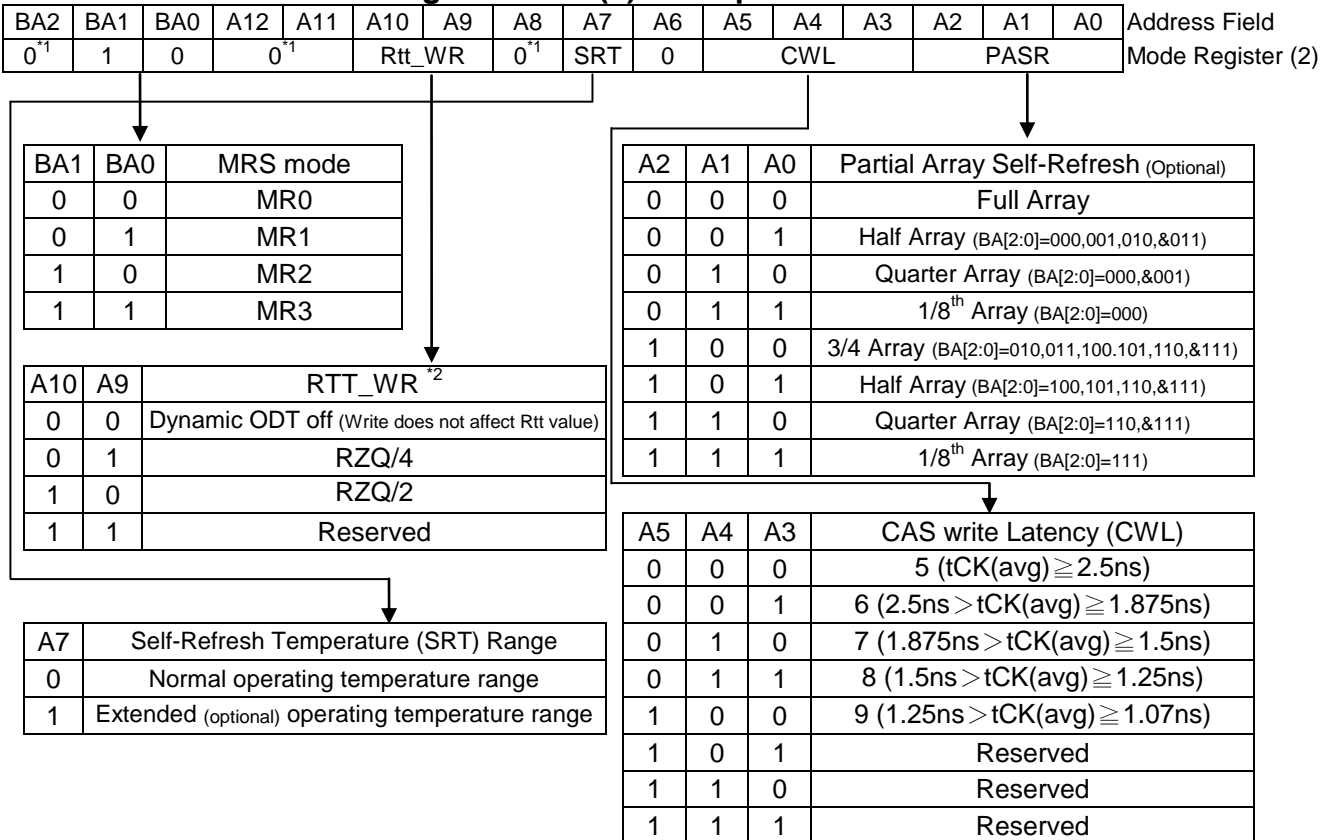 BA2 BA1 BA0 A12 A11 A10 A9 A8 A7 A6 A5 A4 A3 A2 A1 A0 Address Field
0*1 1 0 0*1 Rtt_WR 0*1 SRT 0 CWL PASR Mode Register (2)
BA1 BA0 MRS mode
0 0 MR0
0 1 MR1
1 0 MR2
1 1 MR3
A10 A9 RTT_WR *2
0 0 Dynamic ODT off (Write does not affect Rtt value)
0 1 RZQ/4
1 0 RZQ/2
1 1 Reserved
A7 Self-Refresh Temperature (SRT) Range
0 Normal operating temperature range
1 Extended (optional) operating temperature range
A2 A1 A0 Partial Array Self-Refresh (Optional)
0 0 0 Full Array
0 0 1 Half Array (BA[2:0]=000,001,010,&011)
0 1 0 Quarter Array (BA[2:0]=000,&001)
0 1 1 1/8th Array (BA[2:0]=000)
1 0 0 3/4 Array (BA[2:0]=010,011,100.101,110,&111)
1 0 1 Half Array (BA[2:0]=100,101,110,&111)
1 1 0 Quarter Array (BA[2:0]=110,&111)
1 1 1 1/8th Array (BA[2:0]=111)
A5 A4 A3 CAS write Latency (CWL)
0 0 0 5 (tCK(avg)≧2.5ns)
0 0 1 6 (2.5ns>tCK(avg)≧1.875ns)
0 1 0 7 (1.875ns>tCK(avg)≧1.5ns)
0 1 1 8 (1.5ns>tCK(avg)≧1.25ns)
1 0 0 9 (1.25ns>tCK(avg)≧1.07ns)
1 0 1 Reserved
1 1 0 Reserved
1 1 1 Reserved